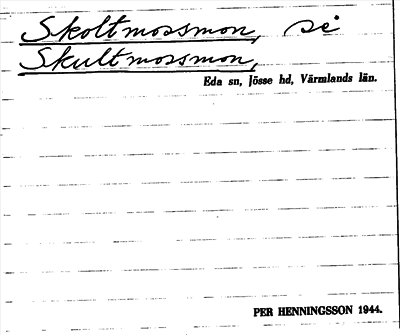 Skoltmossmon, se
Skultmossmon,
Eda sn, Jösse hd, Värmlands län.
PER HENNINGSSON 1944.